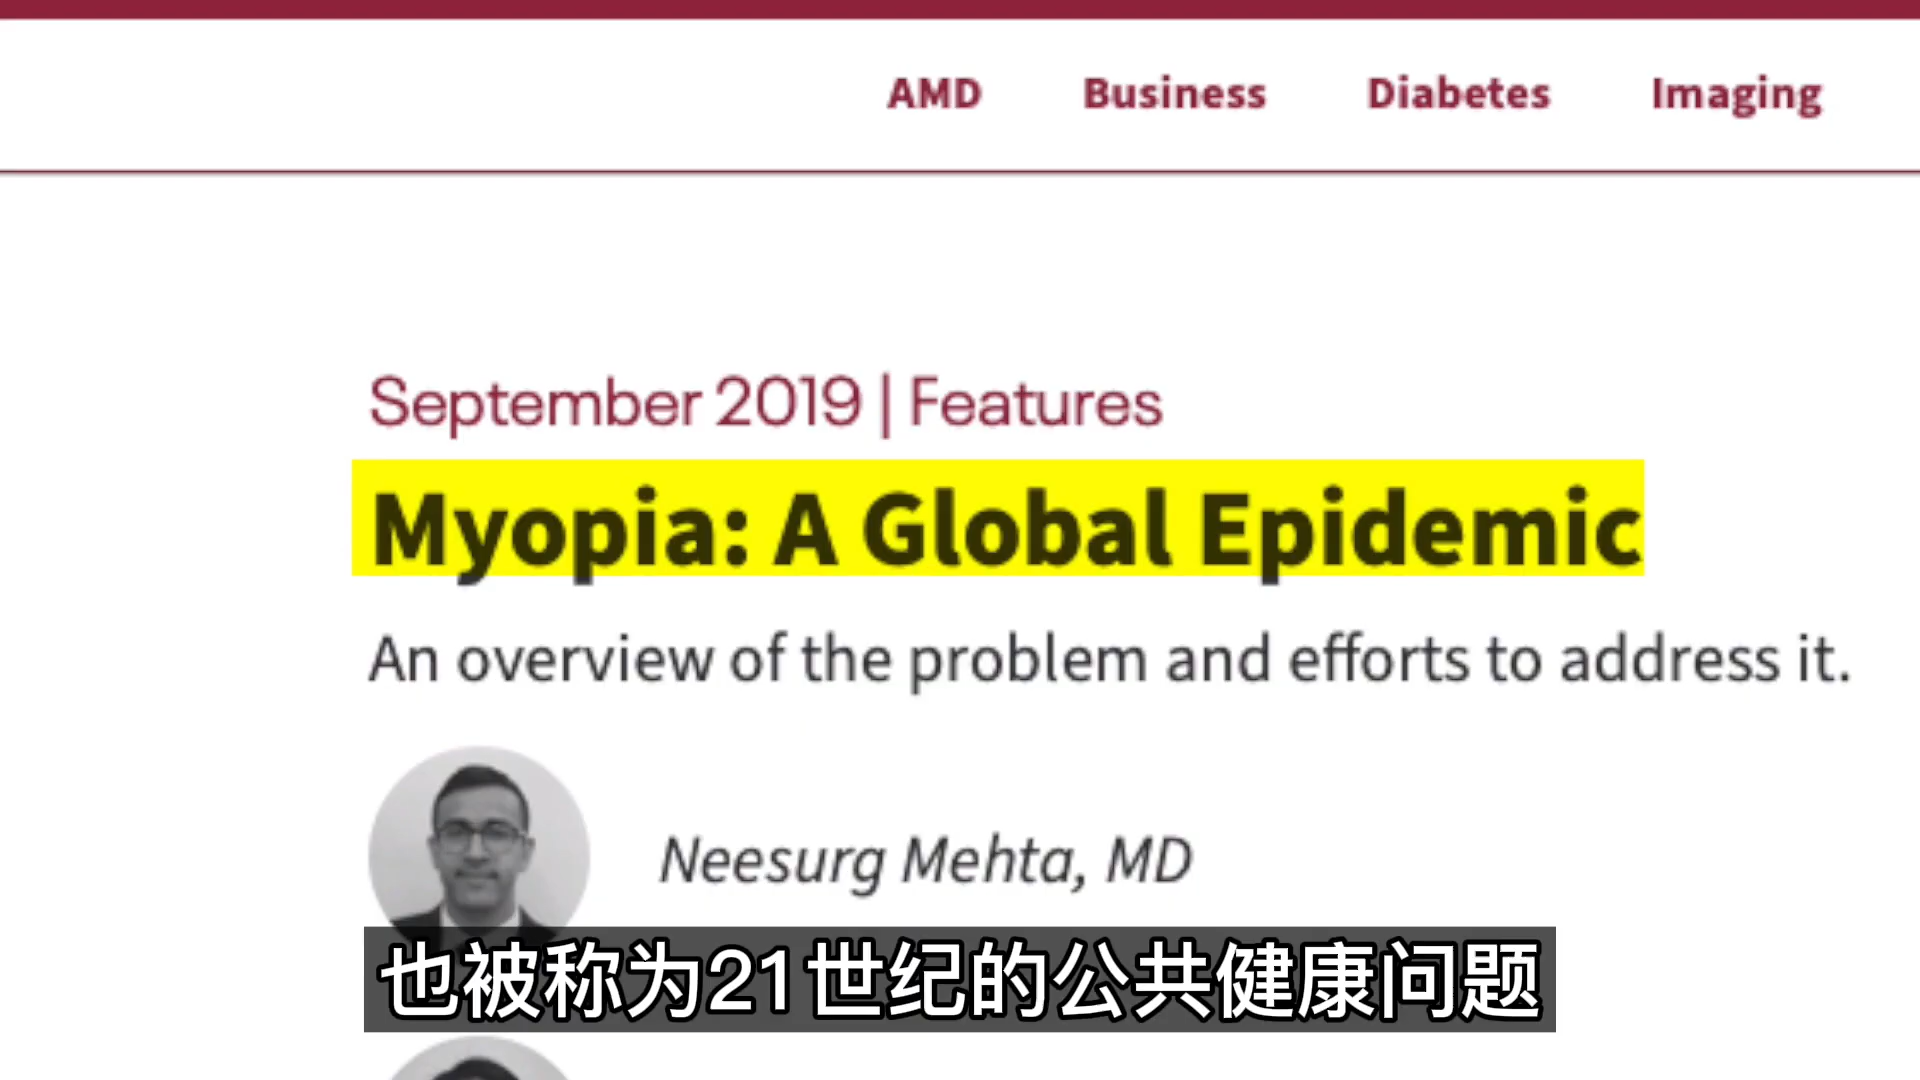 AMD Business Diabetes Imaging
September 2019 | Features
Myopia: A Global Epidemic
An overview of the problem and efforts to address it.
Neesurg Mehta, MD
也被称为21世纪的公共健康问题